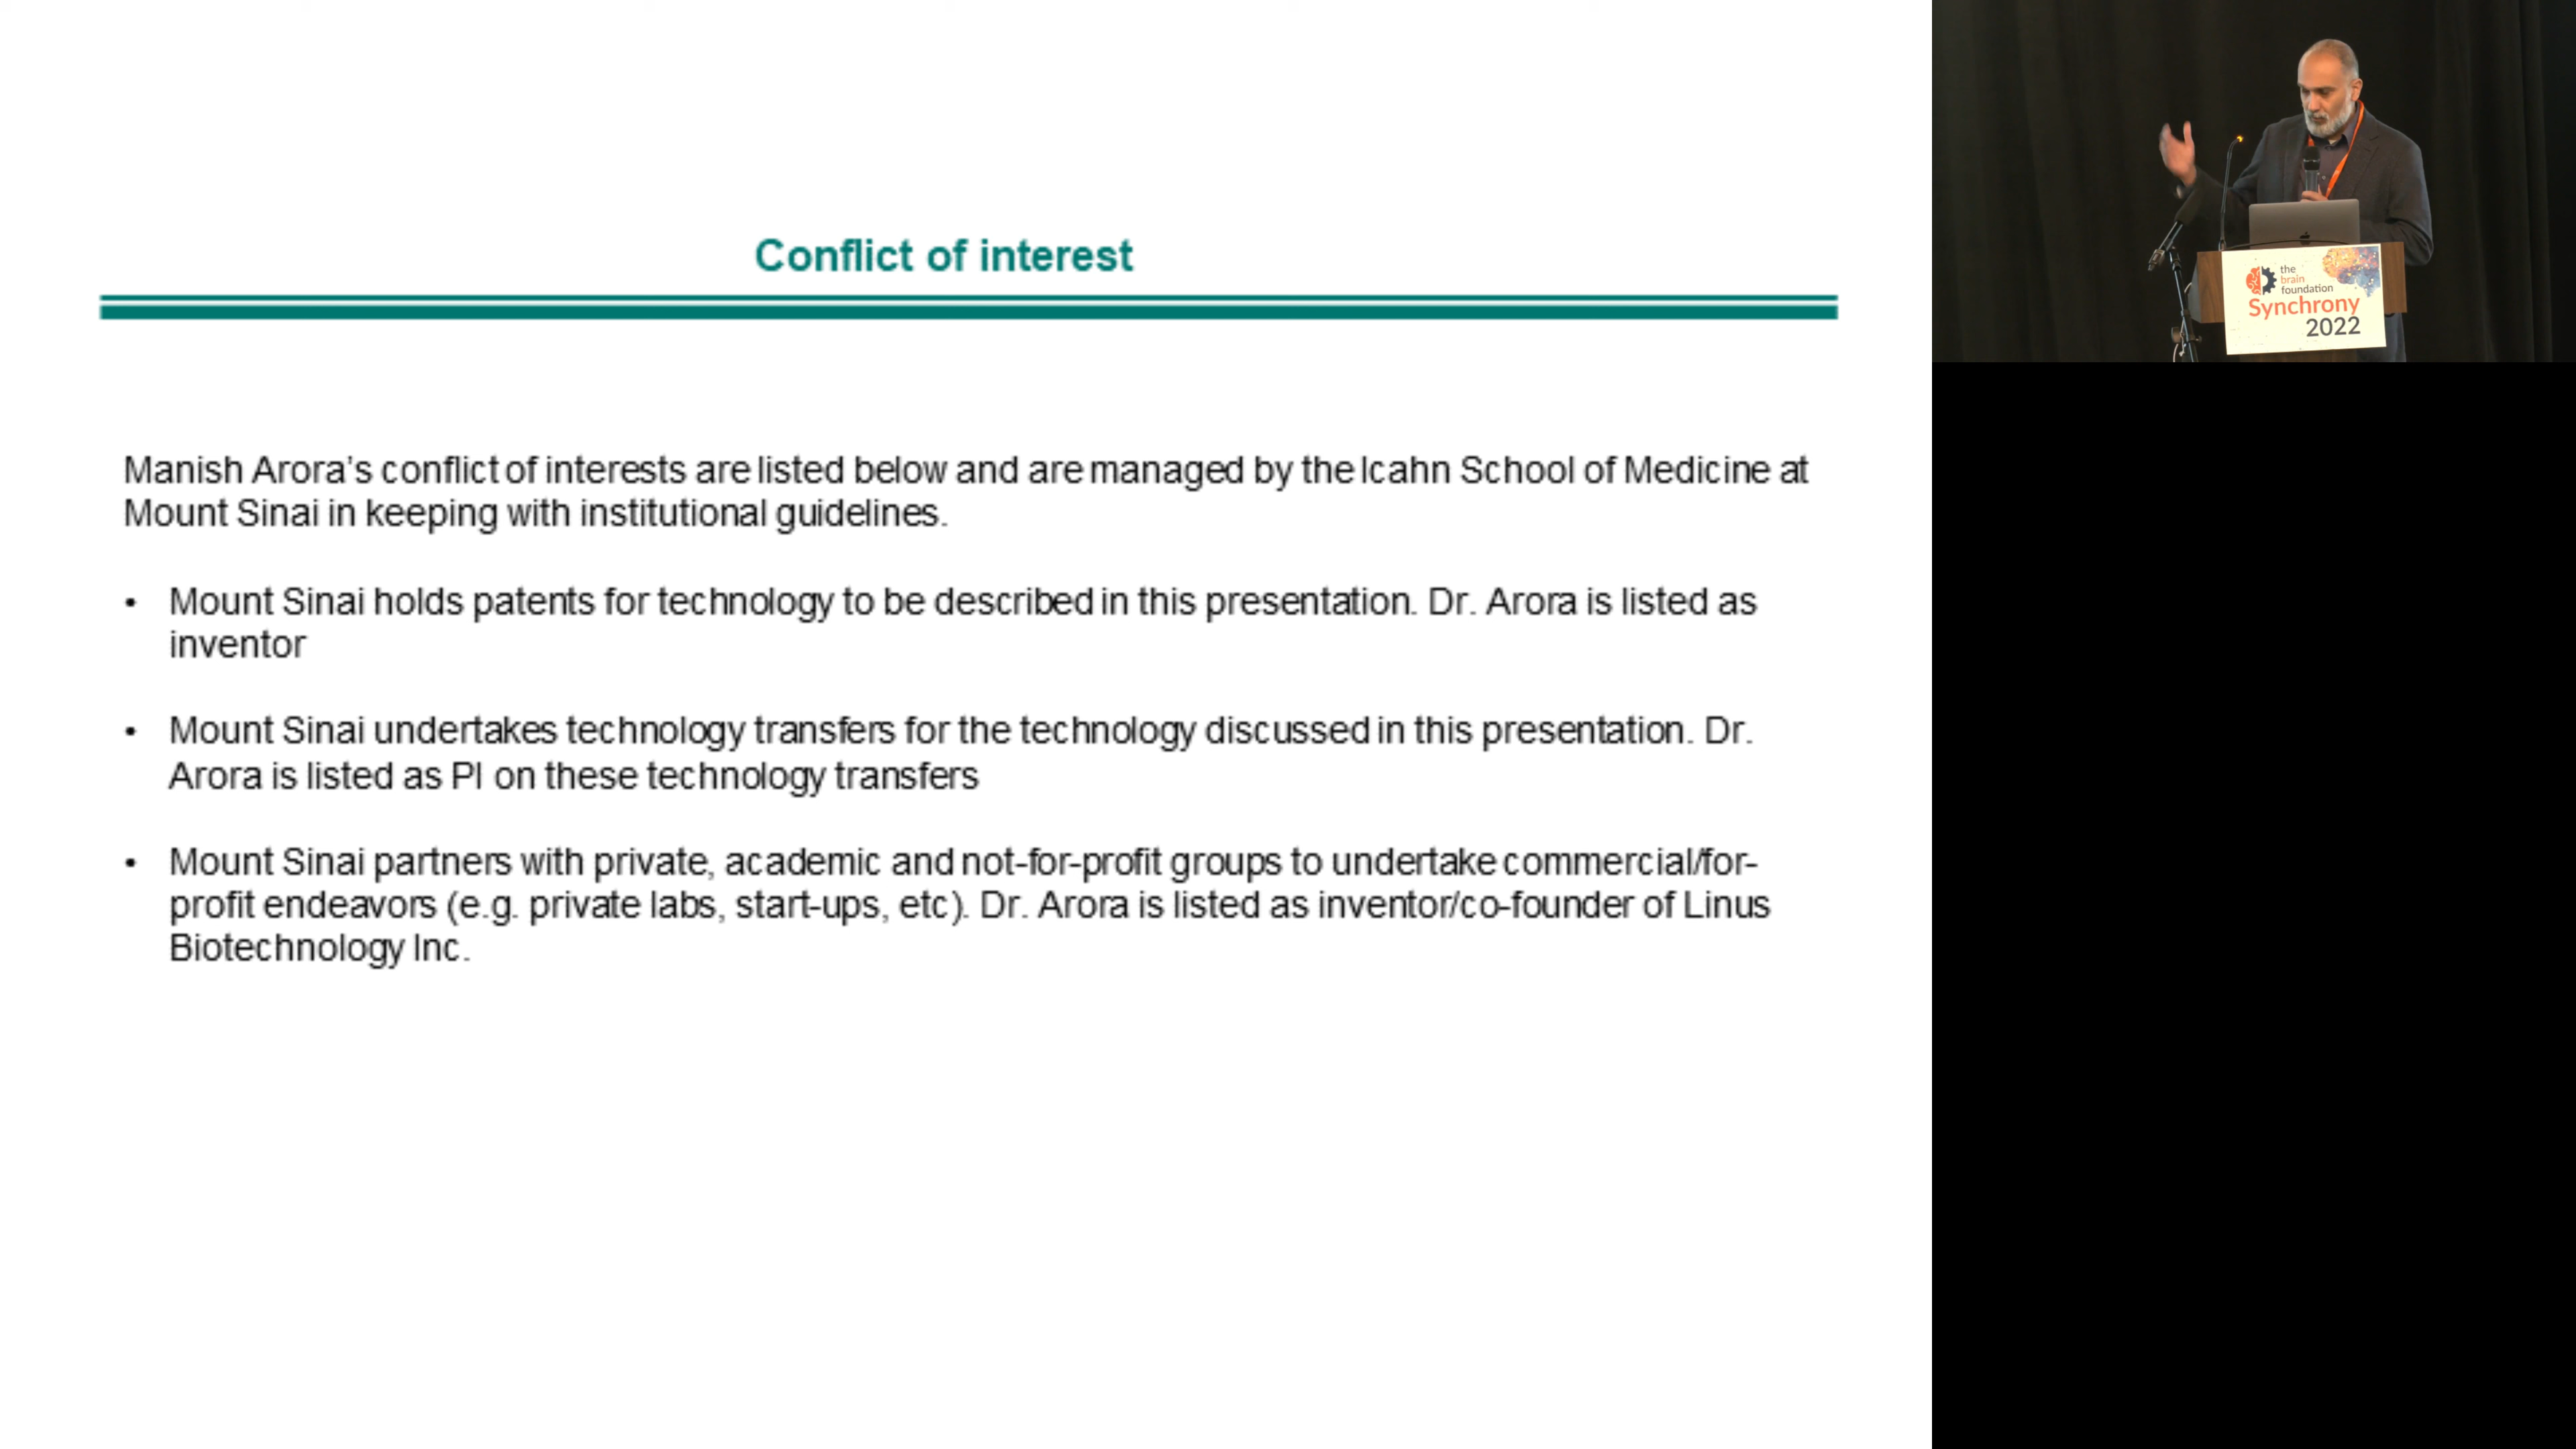 Conflict of interest
Manish Arora's conflict of interests are listed below and are managed by the Icahn School of Medicine at
Mount Sinai in keeping with institutional guidelines.
• Mount Sinai holds patents for technology to be described in this presentation. Dr. Arora is listed as
inventor
• Mount Sinai undertakes technology transfers for the technology discussed in this presentation. Dr.
Arora is listed as PI on these technology transfers
• Mount Sinai partners with private, academic and not-for-profit groups to undertake commercial/for-
profit endeavors (e.g. private labs, start-ups, etc). Dr. Arora is listed as inventor/co-founder of Linus
Biotechnology Inc.
the
brain
foundation
Synchrony
2022